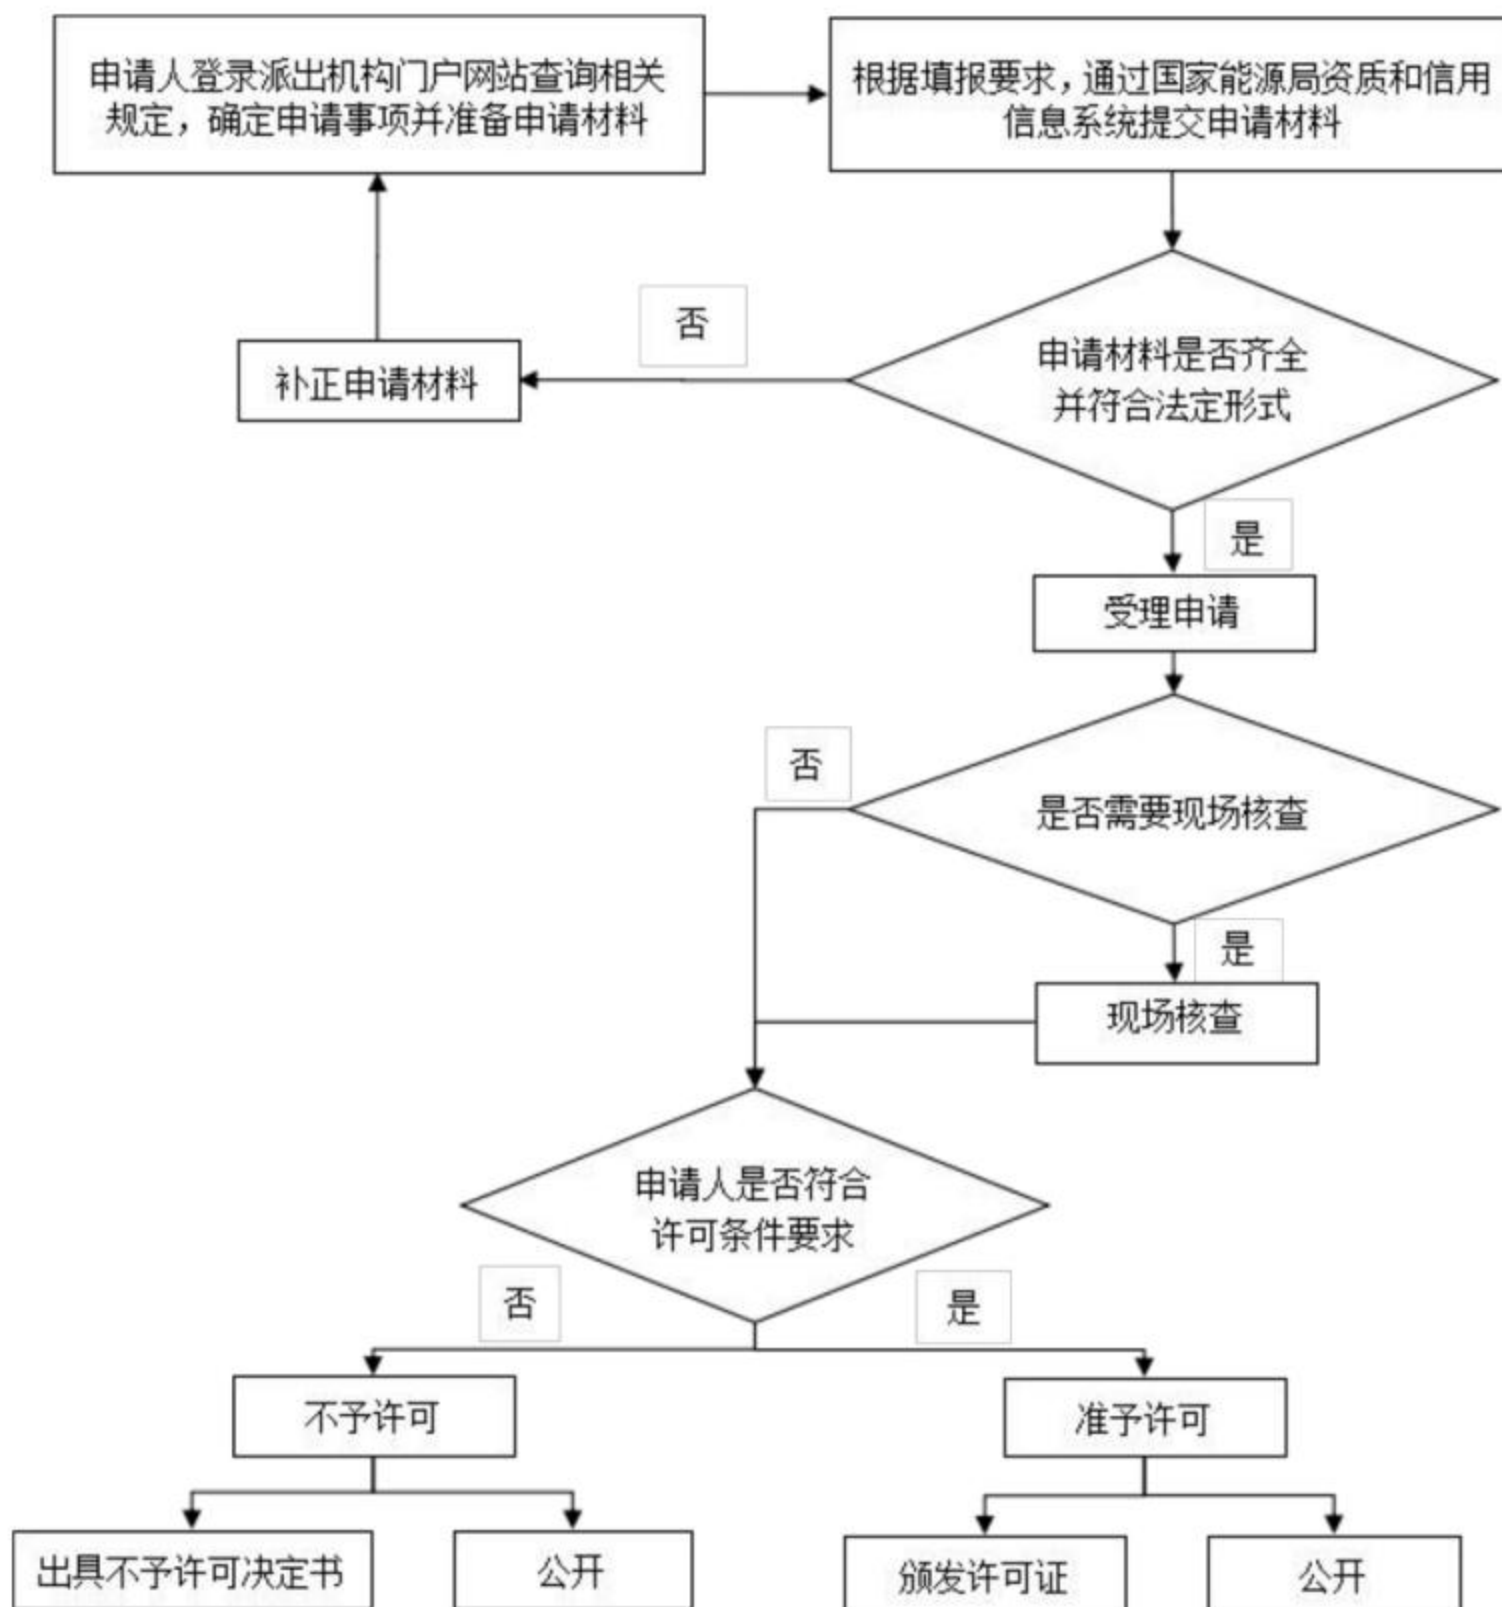 申请人登录派出机构门户网站查询相关
规定，确定申请事项并准备申请材料
根据填报要求，通过国家能源局资质和信用
信息系统提交申请材料
否
补正申请材料
申请材料是否齐全
并符合法定形式
是
受理申请
否
是否需要现场核查
是
现场核查
申请人是否符合
许可条件要求
否
是
不予许可
准予许可
出具不予许可决定书
公开
颁发许可证
公开